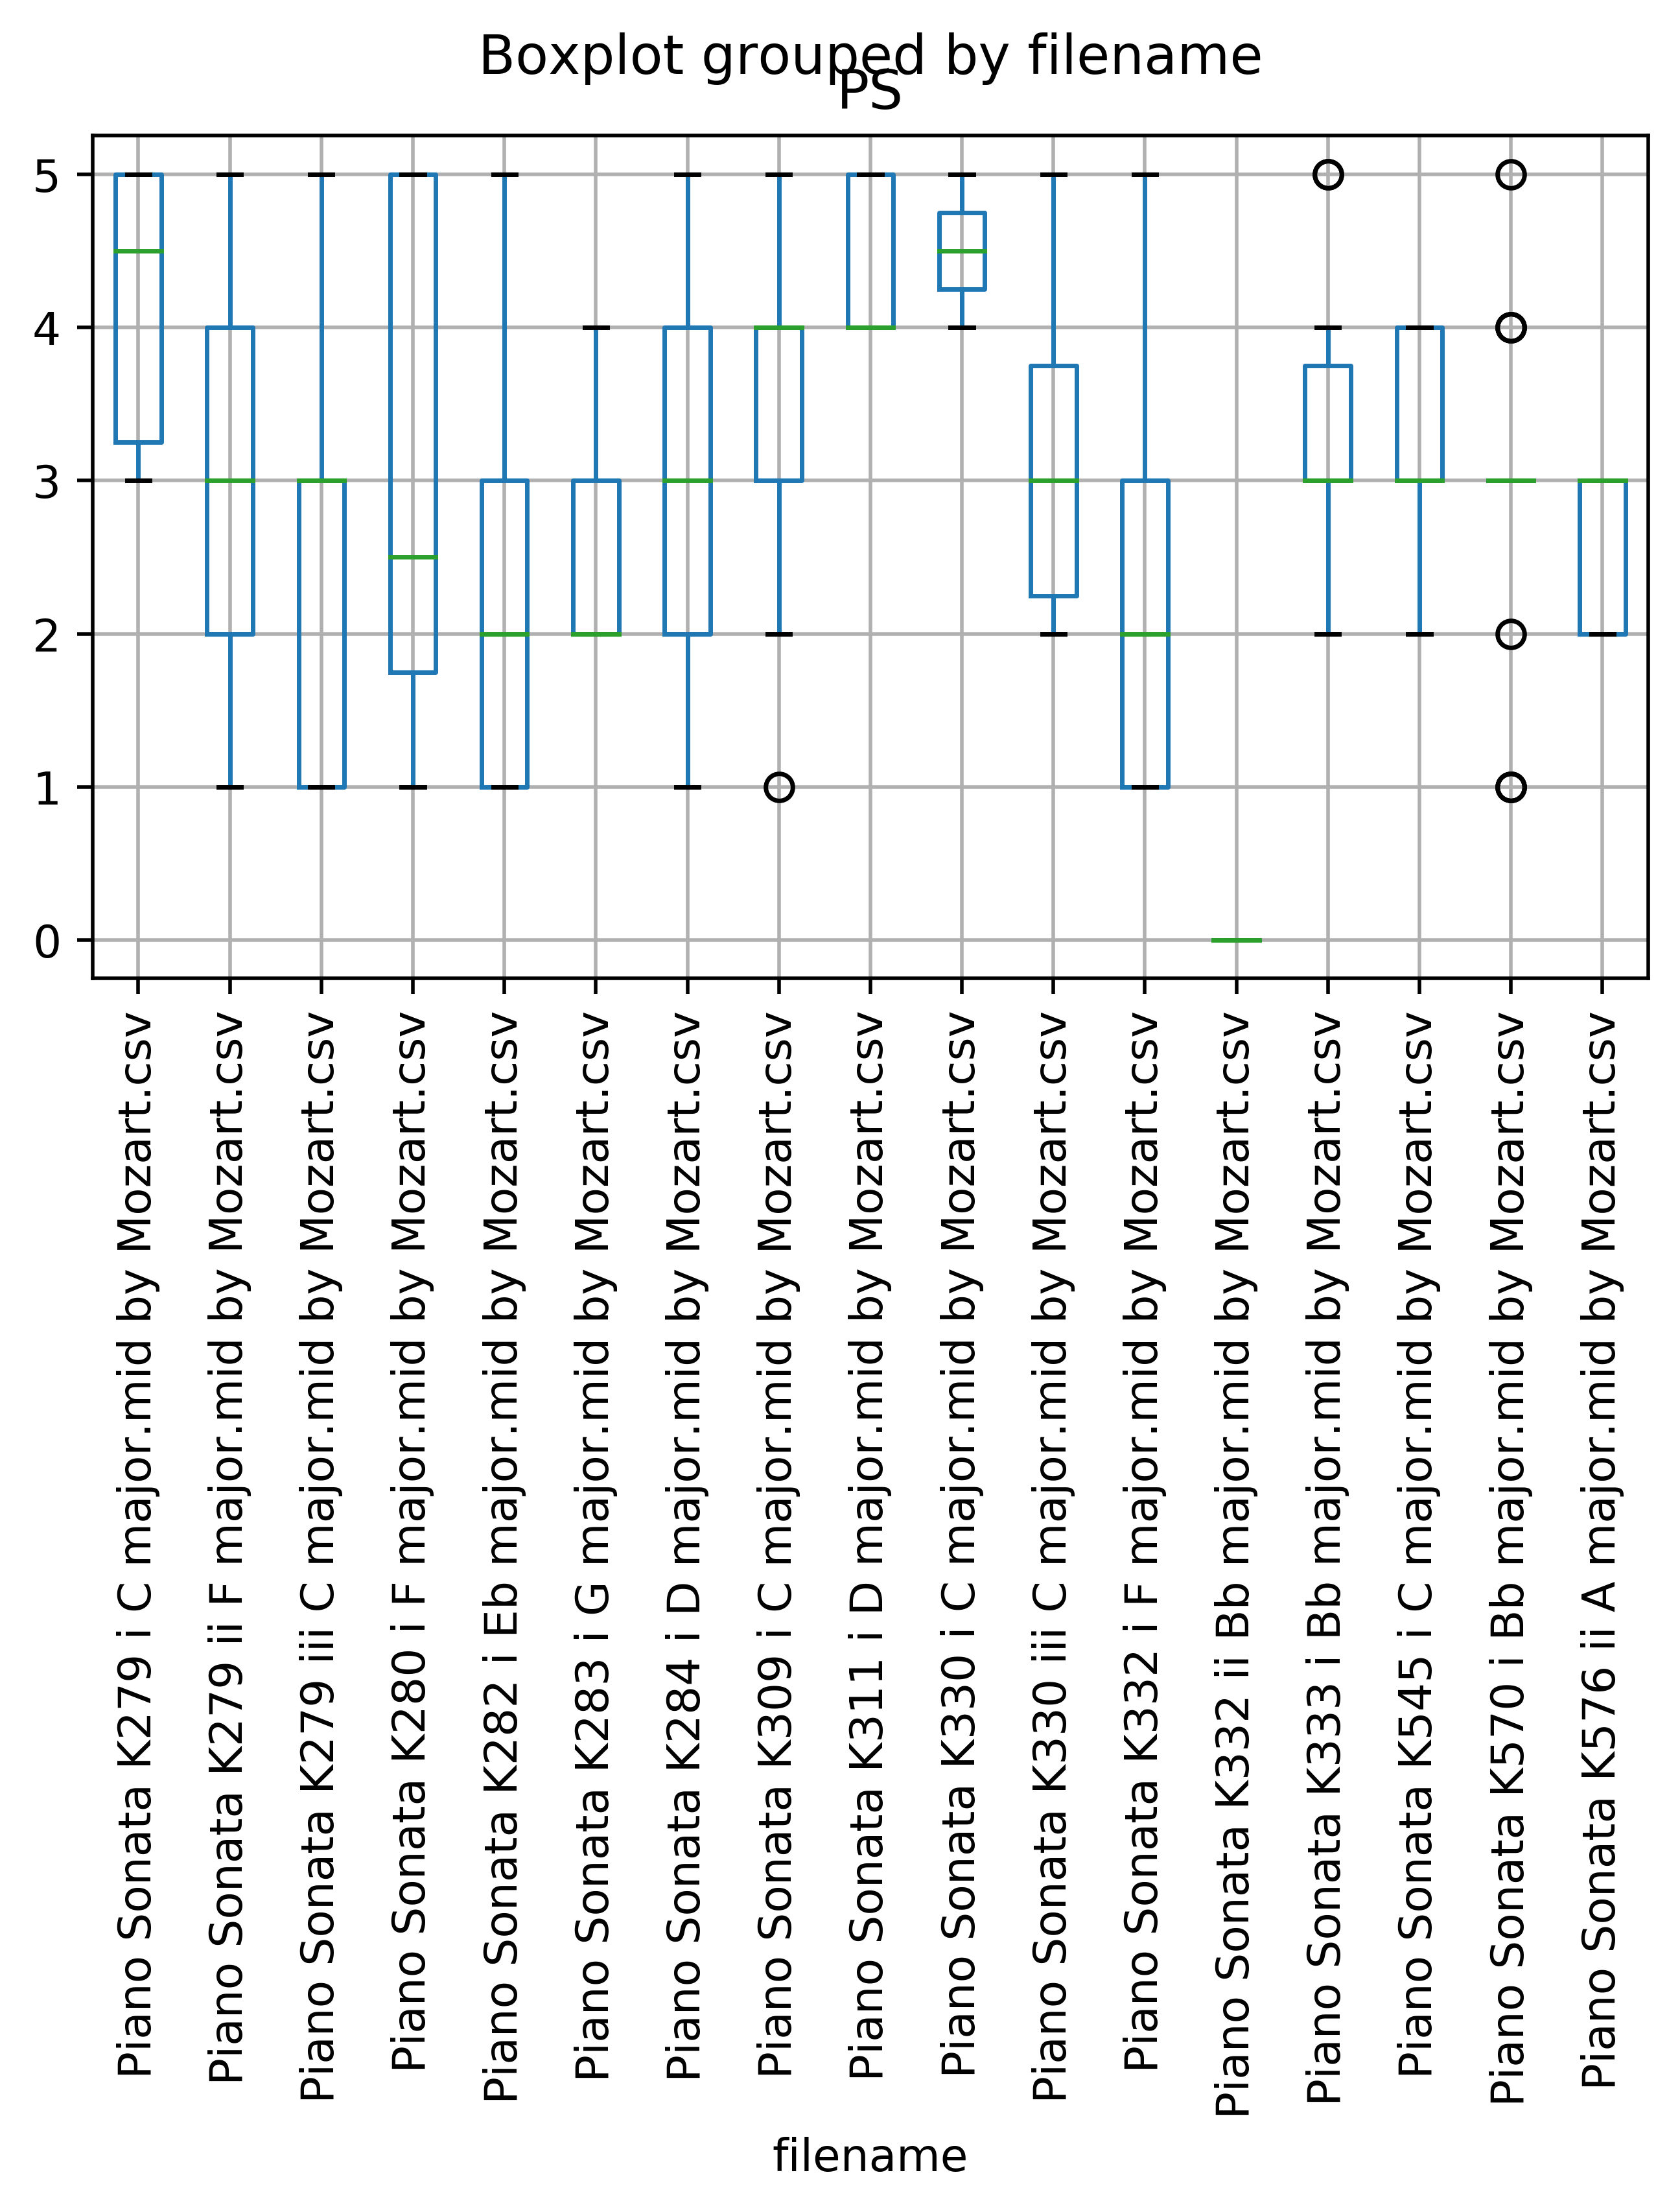 Boxplot grouped by filename
PS
5
4
3
2
1
0
Piano Sonata K279 i C major.mid by Mozart.csv
Piano Sonata K279 ii F major.mid by Mozart.csv
Piano Sonata K279 iii C major.mid by Mozart.csv
Piano Sonata K280 i F major.mid by Mozart.csv
Piano Sonata K282 i Eb major.mid by Mozart.csv
Piano Sonata K283 i G major.mid by Mozart.csv
Piano Sonata K284 i D major.mid by Mozart.csv
Piano Sonata K309 i C major.mid by Mozart.csv
Piano Sonata K311 i D major.mid by Mozart.csv
Piano Sonata K330 i C major.mid by Mozart.csv
Piano Sonata K330 iii C major.mid by Mozart.csv
Piano Sonata K332 i F major.mid by Mozart.csv
Piano Sonata K332 ii Bb major.mid by Mozart.csv
Piano Sonata K333 i Bb major.mid by Mozart.csv
Piano Sonata K545 i C major.mid by Mozart.csv
Piano Sonata K570 i Bb major.mid by Mozart.csv
Piano Sonata K576 ii A major.mid by Mozart.csv
filename